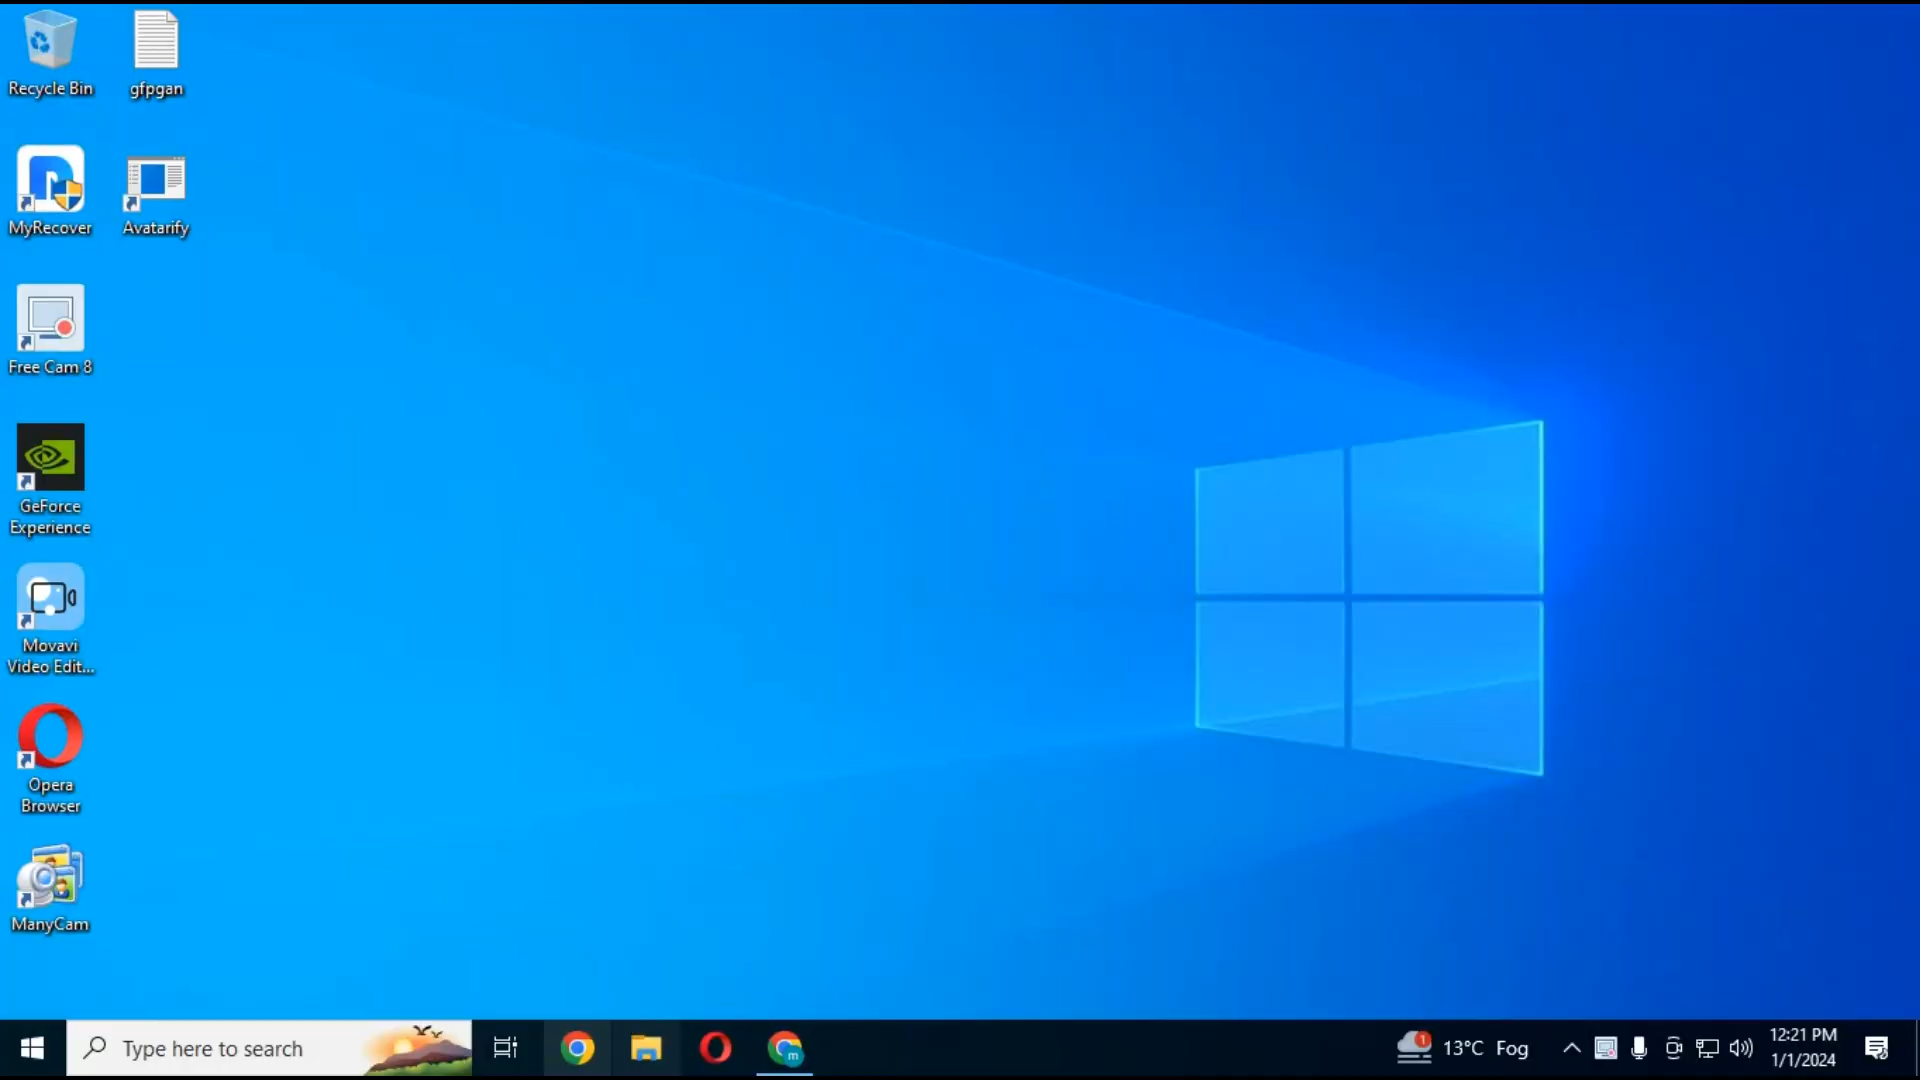 Recycle Bin
gfpgan
MyRecover
Avatarify
Free Cam 8
GeForce
Experience
Movavi
Video Edit...
Opera
Browser
ManyCam
Type here to search
m
1
13°C Fog
12:21 PM
1/1/2024